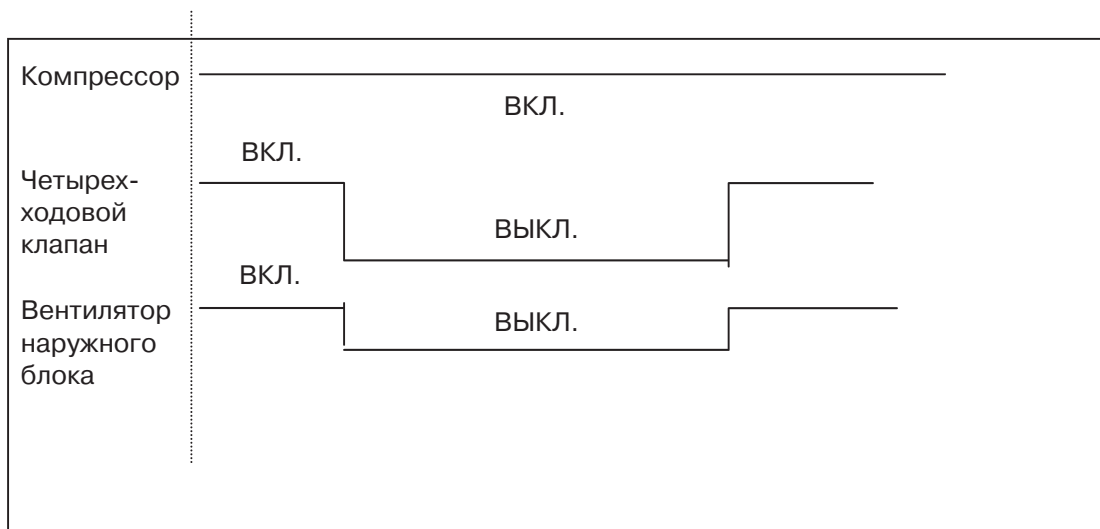 Компрессор
ВКЛ.
ВКЛ.
Четырех-
ходовой
клапан
ВЫКЛ.
ВКЛ.
Вентилятор
наружного
блока
ВЫКЛ.